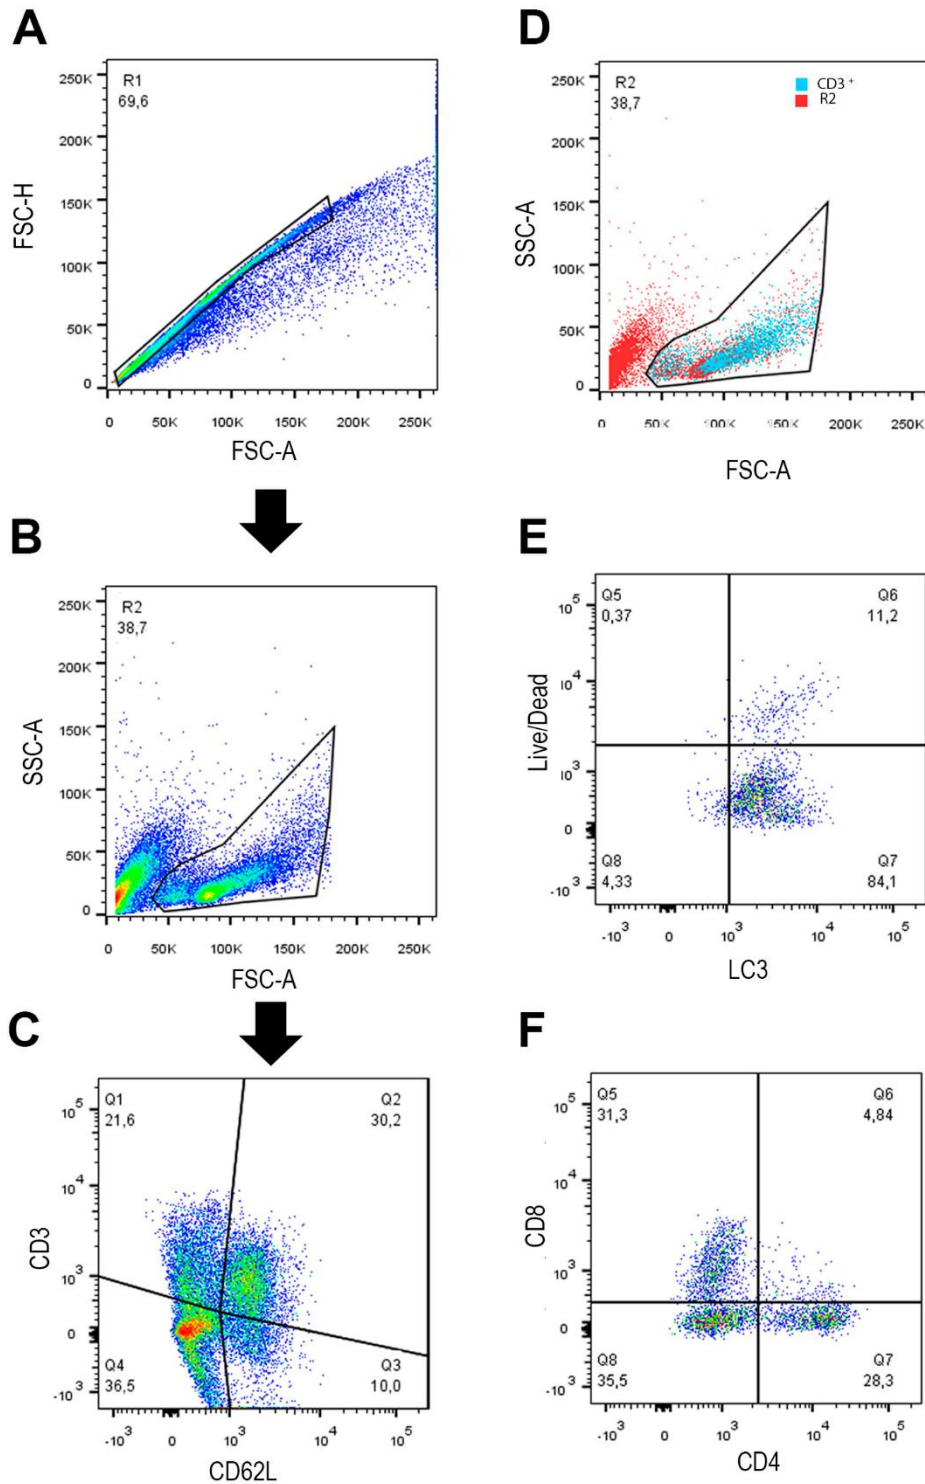 A
FSC-H
R1
69,6
250K
200K
150K
100K
50K
0
0 50K 100K 150K 200K 250K
FSC-A
B
SSC-A
R2
38,7
250K
200K
150K
100K
50K
0
0 50K 100K 150K 200K 250K
FSC-A
C
CD3
Q1
21,6
Q2
30,2
10^5
10^4
10^3
0
-10^3
Q4
36,5
Q3
10,0
-10^3 0 10^3 10^4 10^5
CD62L
D
SSC-A
R2
38,7
CD3 +
R2
250K
200K
150K
100K
50K
0
0 50K 100K 150K 200K 250K
FSC-A
E
Live/Dead
Q5
0,37
Q6
11,2
10^5
10^4
10^3
0
-10^3
Q8
4,33
Q7
84,1
-10^3 0 10^3 10^4 10^5
LC3
F
CD8
Q5
31,3
Q6
4,84
10^5
10^4
10^3
0
-10^3
Q8
35,5
Q7
28,3
-10^3 0 10^3 10^4 10^5
CD4